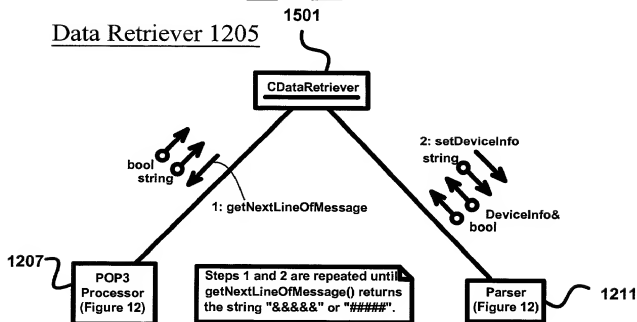 1501
Data Retriever 1205
CDataRetriever
2: setDeviceInfo
string
bool
string
1: getNextLineOfMessage
DeviceInfo&
bool
1207
POP3
Processor
(Figure 12)
Steps 1 and 2 are repeated until
getNextLineOfMessage() returns
the string "&&&&&" or "#####".
Parser
(Figure 12)
1211